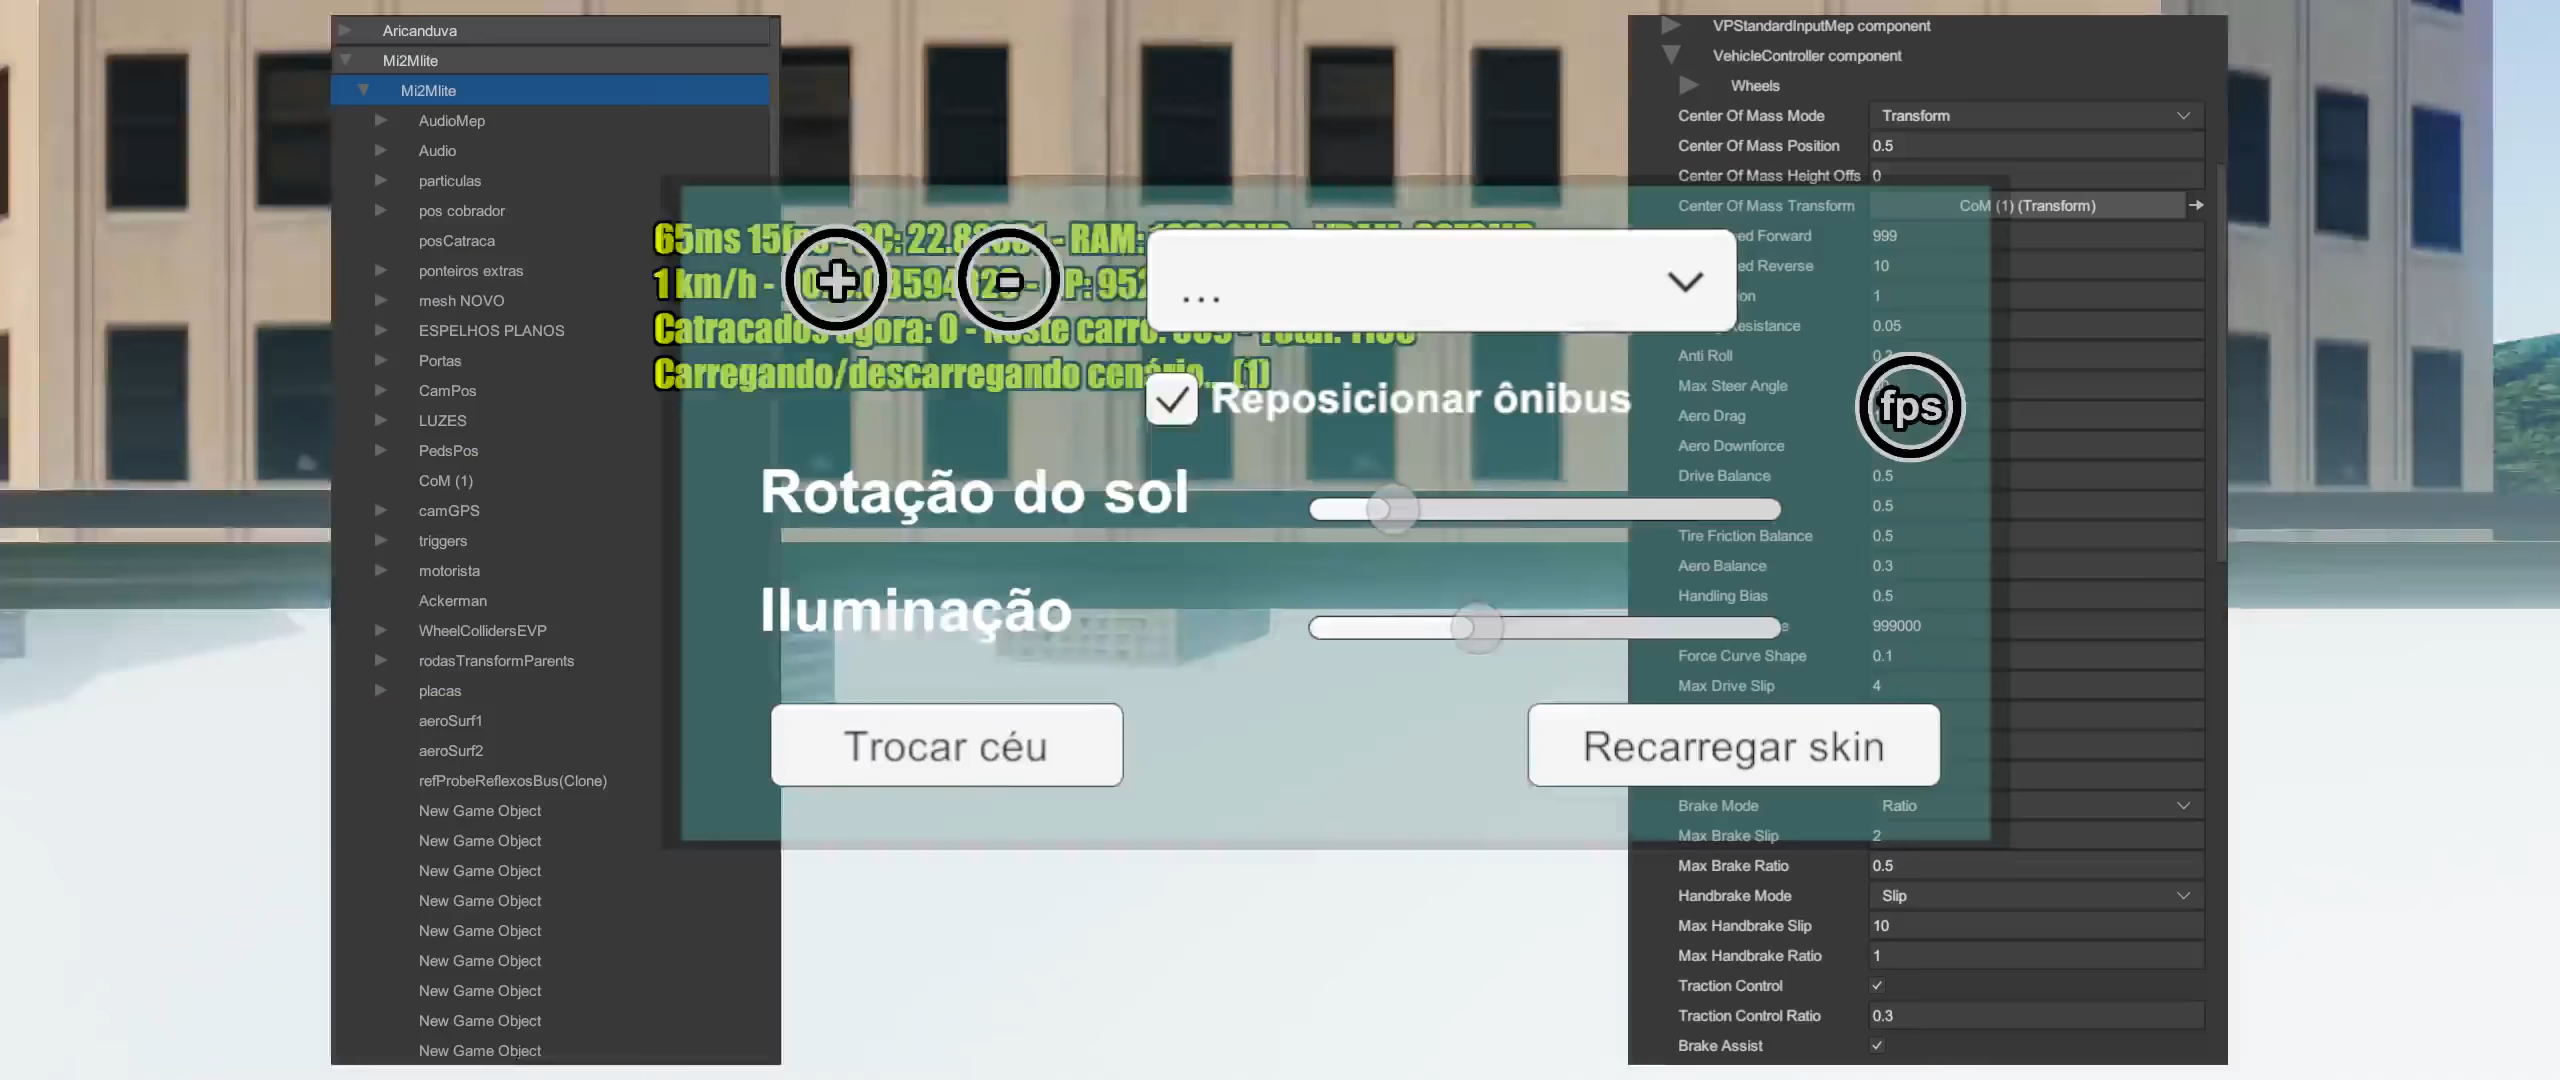 Aricanduva
Mi2Mlite
Mi2Mlite
AudioMep
Audio
particulas
pos cobrador
posCatraca
ponteiros extras
mesh NOVO
ESPELHOS PLANOS
Portas
CamPos
LUZES
PedsPos
CoM (1)
camGPS
triggers
motorista
Ackerman
WheelCollidersEVP
rodasTransformParents
placas
aeroSurf1
aeroSurf2
refProbeReflexosBus(Clone)
New Game Object
New Game Object
New Game Object
New Game Object
New Game Object
New Game Object
New Game Object
New Game Object
New Game Object
65ms - RAM:
1 km/h -
Catracados agora: 0 - Neste carro:
Carregando/descarregando cenário... (1)
...
Reposicionar ônibus
fps
Rotação do sol
Iluminação
Trocar céu
Recarregar skin
VPStandardInputMep component
VehicleController component
Wheels
Center Of Mass Mode Transform
Center Of Mass Position 0.5
Center Of Mass Height Offs 0
Center Of Mass Transform CoM (1) (Transform)
Forward 999
Reverse 10
1
0.05
Anti Roll
Max Steer Angle
Aero Drag
Aero Downforce
Drive Balance 0.5
0.5
Tire Friction Balance 0.5
Aero Balance 0.3
Handling Bias 0.5
999000
Force Curve Shape 0.1
Max Drive Slip 4
Brake Mode Ratio
Max Brake Slip 2
Max Brake Ratio 0.5
Handbrake Mode Slip
Max Handbrake Slip 10
Max Handbrake Ratio 1
Traction Control
Traction Control Ratio 0.3
Brake Assist